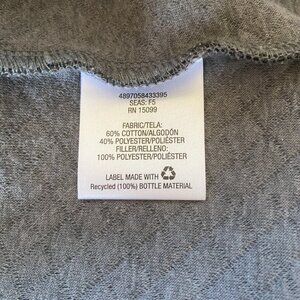 4897058433395
SEAS: F5
RN 15099
FABRIC/TELA:
60% COTTON/ALGODÓN
40% POLYESTER/POLIÉSTER
FILLER/RELLENO:
100% POLYESTER/POLIÉSTER
LABEL MADE WITH
Recycled (100%) BOTTLE MATERIAL